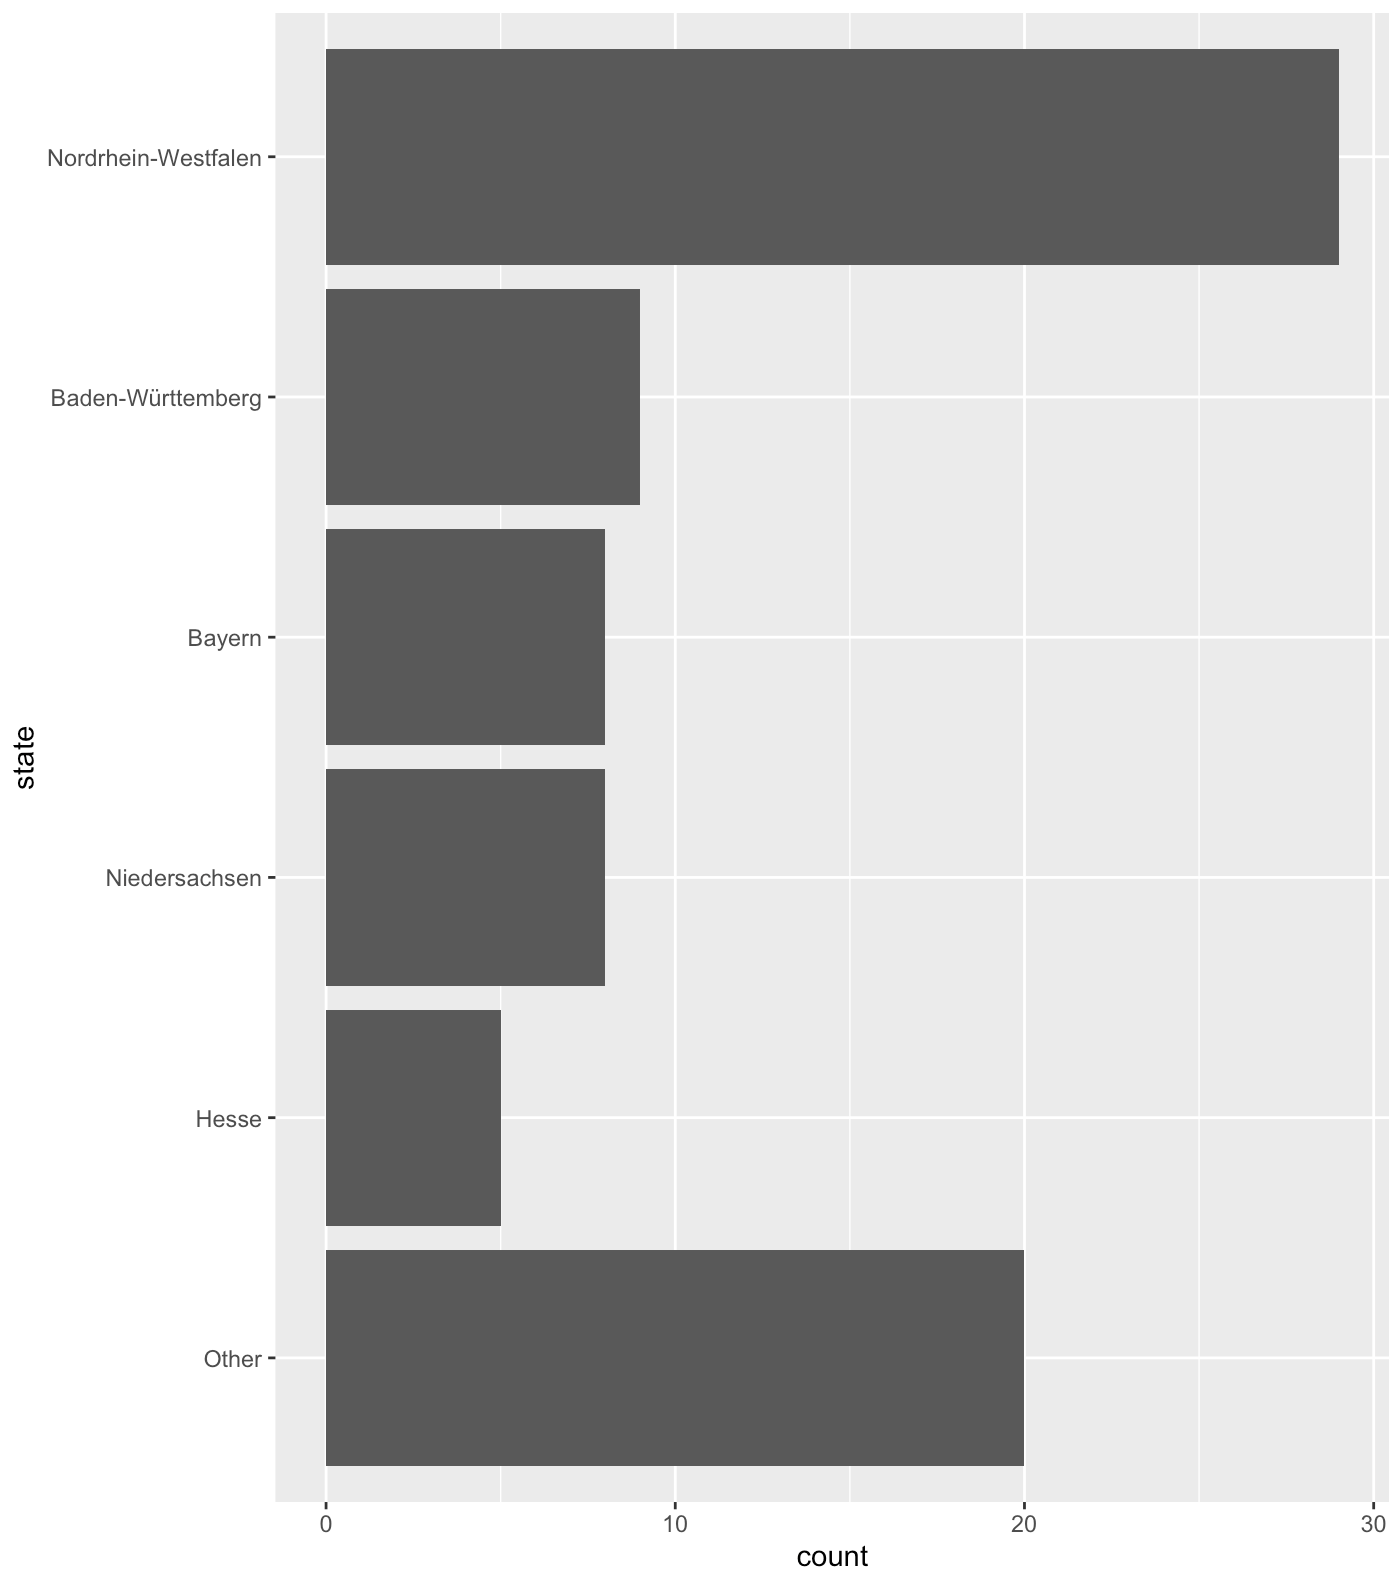 Nordrhein-Westfalen
Baden-Württemberg
Bayern
Niedersachsen
Hesse
Other
state
0 10 20 30
count